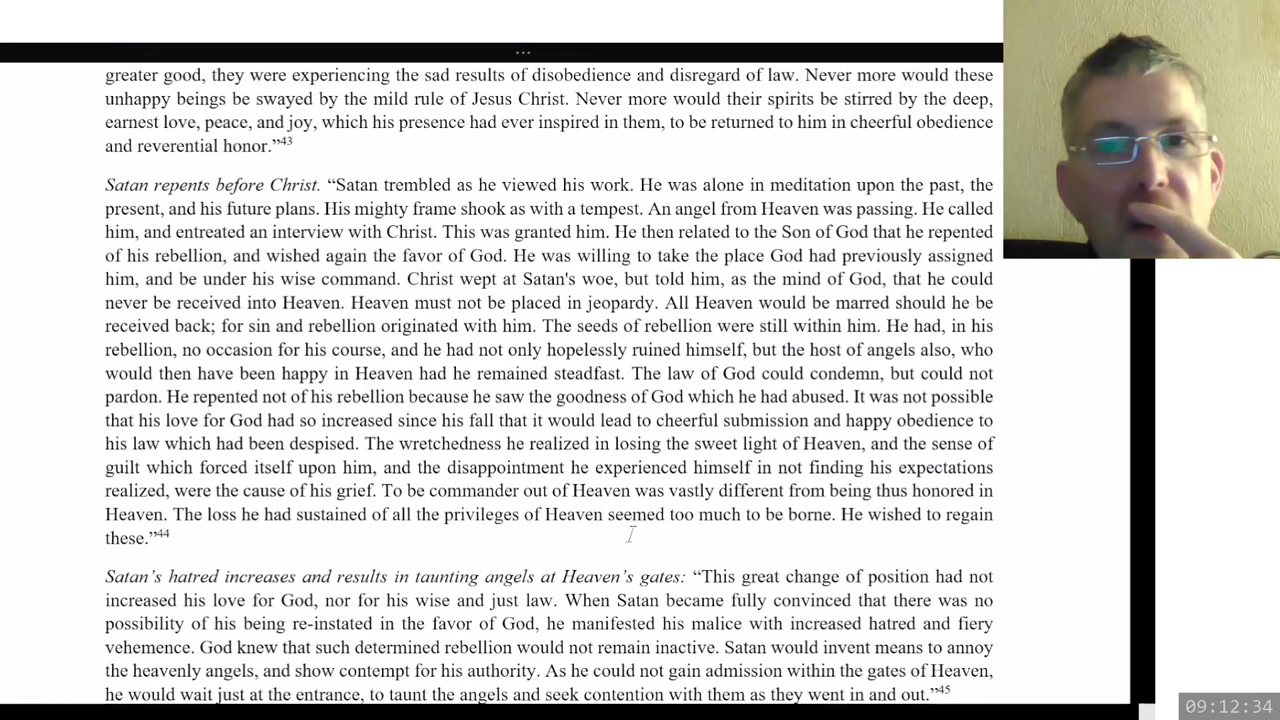 greater good, they were experiencing the sad results of disobedience and disregard of law. Never more would these
unhappy beings be swayed by the mild rule of Jesus Christ. Never more would their spirits be stirred by the deep,
earnest love, peace, and joy, which his presence had ever inspired in them, to be returned to him in cheerful obedience
and reverential honor.”43
Satan repents before Christ. “Satan trembled as he viewed his work. He was alone in meditation upon the past, the
present, and his future plans. His mighty frame shook as with a tempest. An angel from Heaven was passing. He called
him, and entreated an interview with Christ. This was granted him. He then related to the Son of God that he repented
of his rebellion, and wished again the favor of God. He was willing to take the place God had previously assigned
him, and be under his wise command. Christ wept at Satan's woe, but told him, as the mind of God, that he could
never be received into Heaven. Heaven must not be placed in jeopardy. All Heaven would be marred should he be
received back; for sin and rebellion originated with him. The seeds of rebellion were still within him. He had, in his
rebellion, no occasion for his course, and he had not only hopelessly ruined himself, but the host of angels also, who
would then have been happy in Heaven had he remained steadfast. The law of God could condemn, but could not
pardon. He repented not of his rebellion because he saw the goodness of God which he had abused. It was not possible
that his love for God had so increased since his fall that it would lead to cheerful submission and happy obedience to
his law which had been despised. The wretchedness he realized in losing the sweet light of Heaven, and the sense of
guilt which forced itself upon him, and the disappointment he experienced himself in not finding his expectations
realized, were the cause of his grief. To be commander out of Heaven was vastly different from being thus honored in
Heaven. The loss he had sustained of all the privileges of Heaven seemed too much to be borne. He wished to regain
these.”44
Satan’s hatred increases and results in taunting angels at Heaven’s gates: “This great change of position had not
increased his love for God, nor for his wise and just law. When Satan became fully convinced that there was no
possibility of his being re-instated in the favor of God, he manifested his malice with increased hatred and fiery
vehemence. God knew that such determined rebellion would not remain inactive. Satan would invent means to annoy
the heavenly angels, and show contempt for his authority. As he could not gain admission within the gates of Heaven,
he would wait just at the entrance, to taunt the angels and seek contention with them as they went in and out.”45
09:12:34